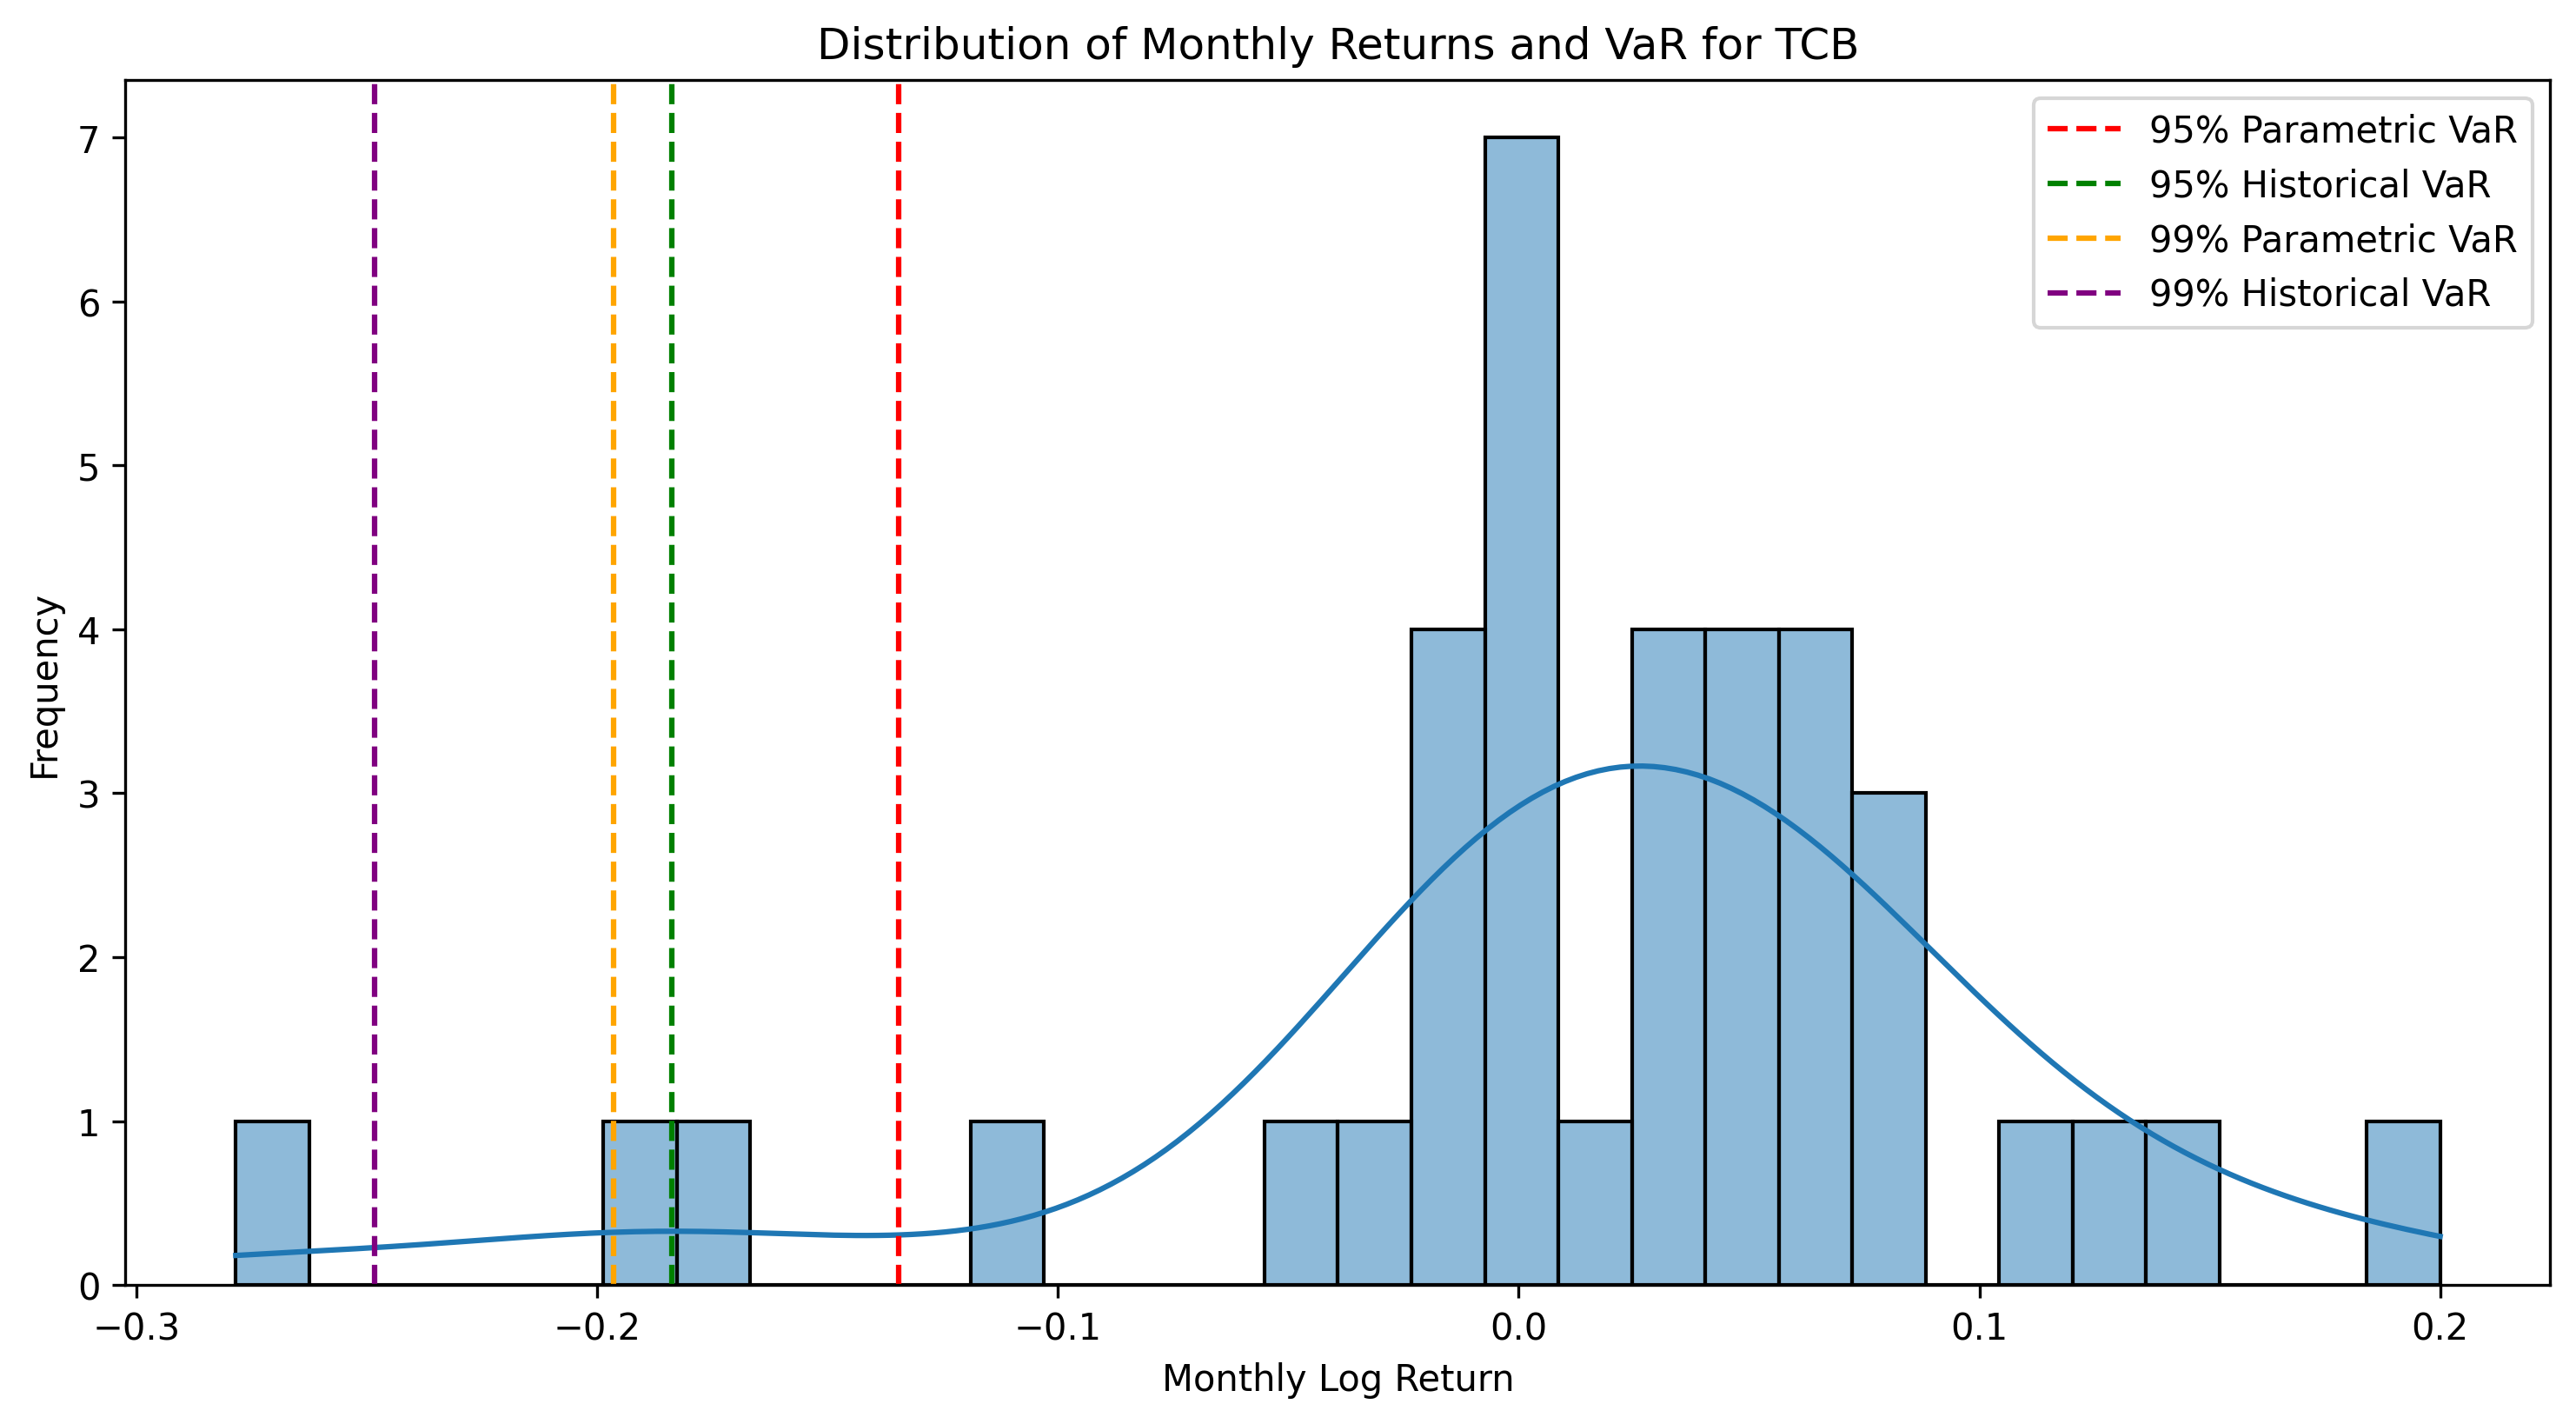 Distribution of Monthly Returns and VaR for TCB
95% Parametric VaR
95% Historical VaR
99% Parametric VaR
99% Historical VaR
Frequency
7
6
5
4
3
2
1
0
−0.3 −0.2 −0.1 0.0 0.1 0.2
Monthly Log Return